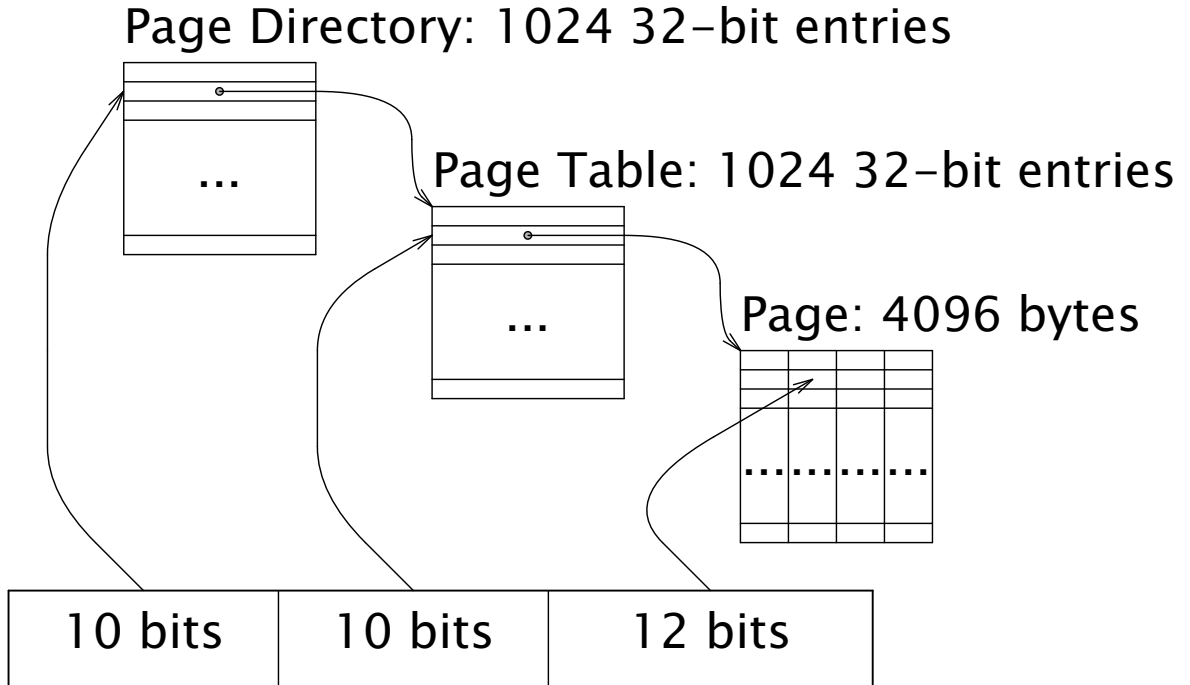 Page Directory: 1024 32–bit entries
...
Page Table: 1024 32–bit entries
...
Page: 4096 bytes
... ... ... ...
10 bits 10 bits 12 bits